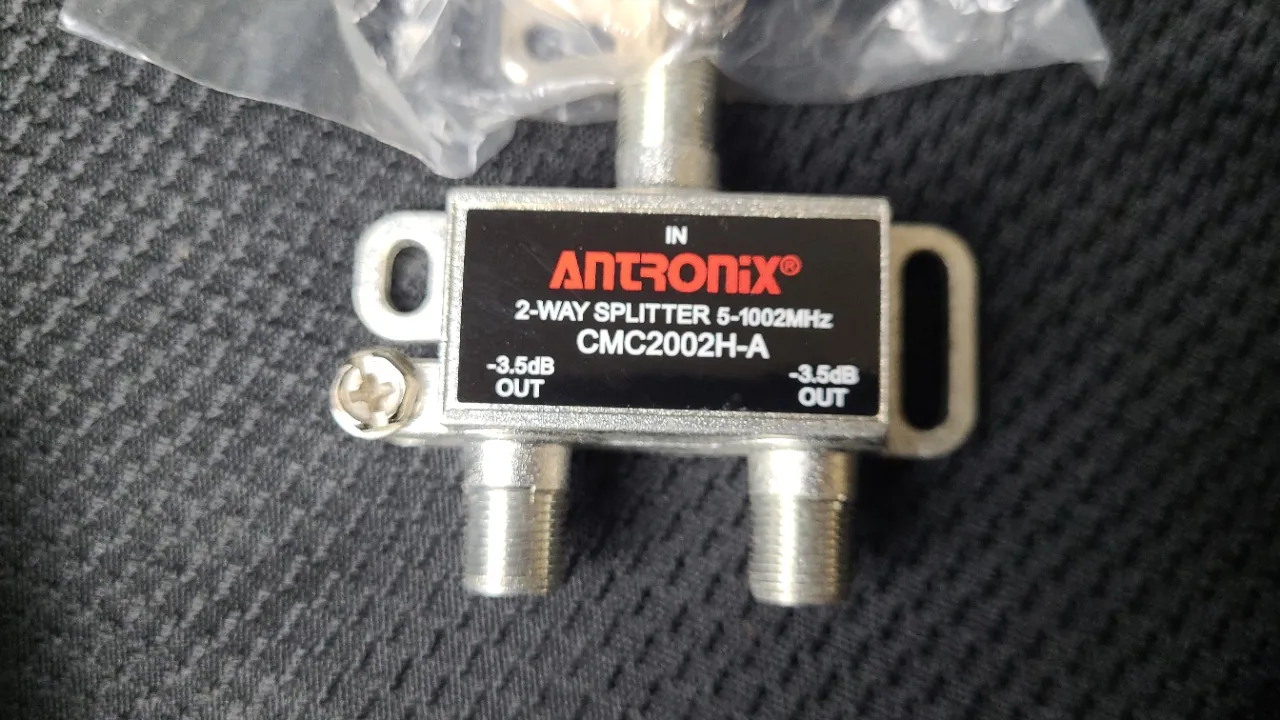 IN
ANTRONIX®
2-WAY SPLITTER 5-1002MHz
CMC2002H-A
-3.5dB
OUT
-3.5dB
OUT